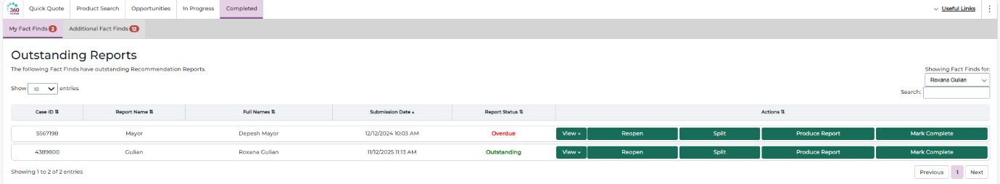 360 Quick Quote Product Search Opportunities In Progress Completed Useful Links
My Fact Finds 2 Additional Fact Finds 12
Outstanding Reports
The following Fact Finds have outstanding Recommendation Reports.
Showing Fact Finds for:
Roxana Gulian
Show 10 entries
Search:
Case ID Report Name Full Names Submission Date Report Status Actions
5567198 Mayor Depesh Mayor 12/12/2024 10:03 AM Overdue View Reopen Split Produce Report Mark Complete
4389800 Gulian Roxana Gulian 11/12/2025 11:13 AM Outstanding View Reopen Split Produce Report Mark Complete
Showing 1 to 2 of 2 entries
Previous 1 Next